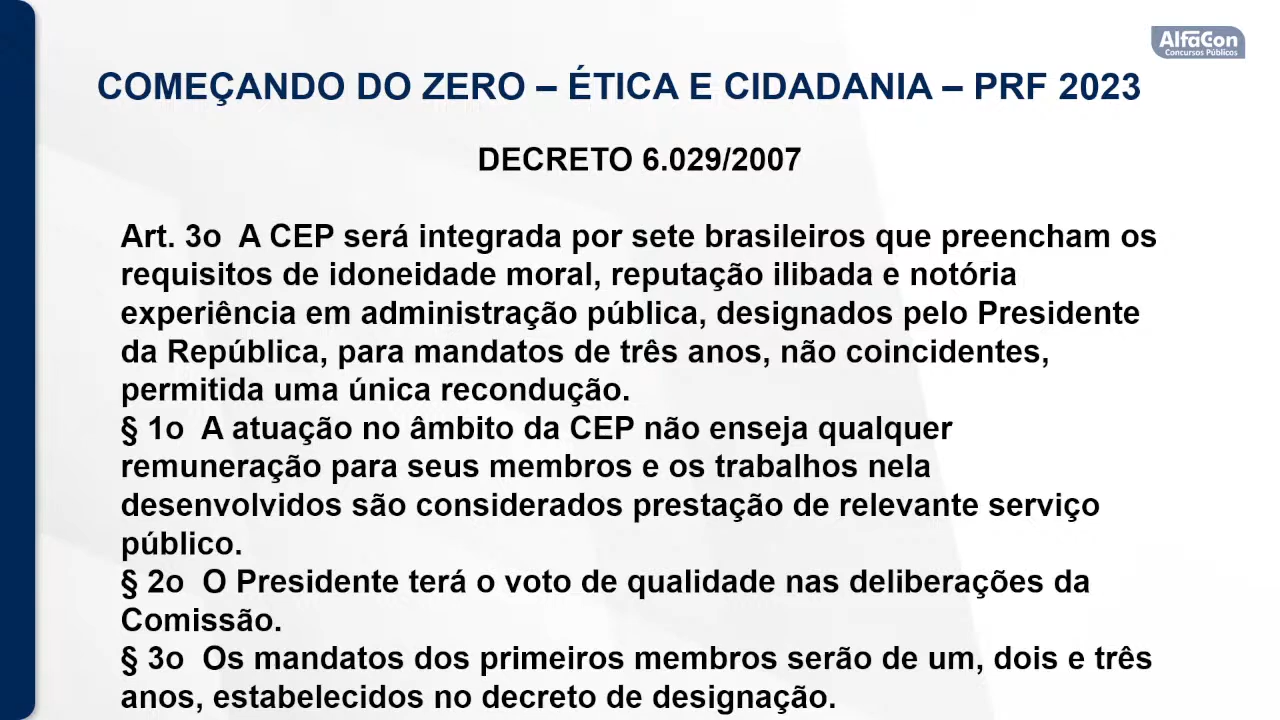 AlfaCon
Concursos Públicos
COMEÇANDO DO ZERO – ÉTICA E CIDADANIA – PRF 2023
DECRETO 6.029/2007
Art. 3o A CEP será integrada por sete brasileiros que preencham os
requisitos de idoneidade moral, reputação ilibada e notória
experiência em administração pública, designados pelo Presidente
da República, para mandatos de três anos, não coincidentes,
permitida uma única recondução.
§ 1o A atuação no âmbito da CEP não enseja qualquer
remuneração para seus membros e os trabalhos nela
desenvolvidos são considerados prestação de relevante serviço
público.
§ 2o O Presidente terá o voto de qualidade nas deliberações da
Comissão.
§ 3o Os mandatos dos primeiros membros serão de um, dois e três
anos, estabelecidos no decreto de designação.